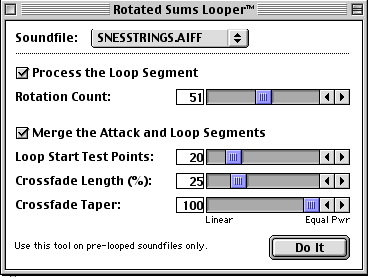 Rotated Sums Looper™
Soundfile: SNESSTRINGS.AIFF
Process the Loop Segment
Rotation Count: 51
Merge the Attack and Loop Segments
Loop Start Test Points: 20
Crossfade Length (%): 25
Crossfade Taper: 100
Linear Equal Pwr
Use this tool on pre-looped soundfiles only. Do It